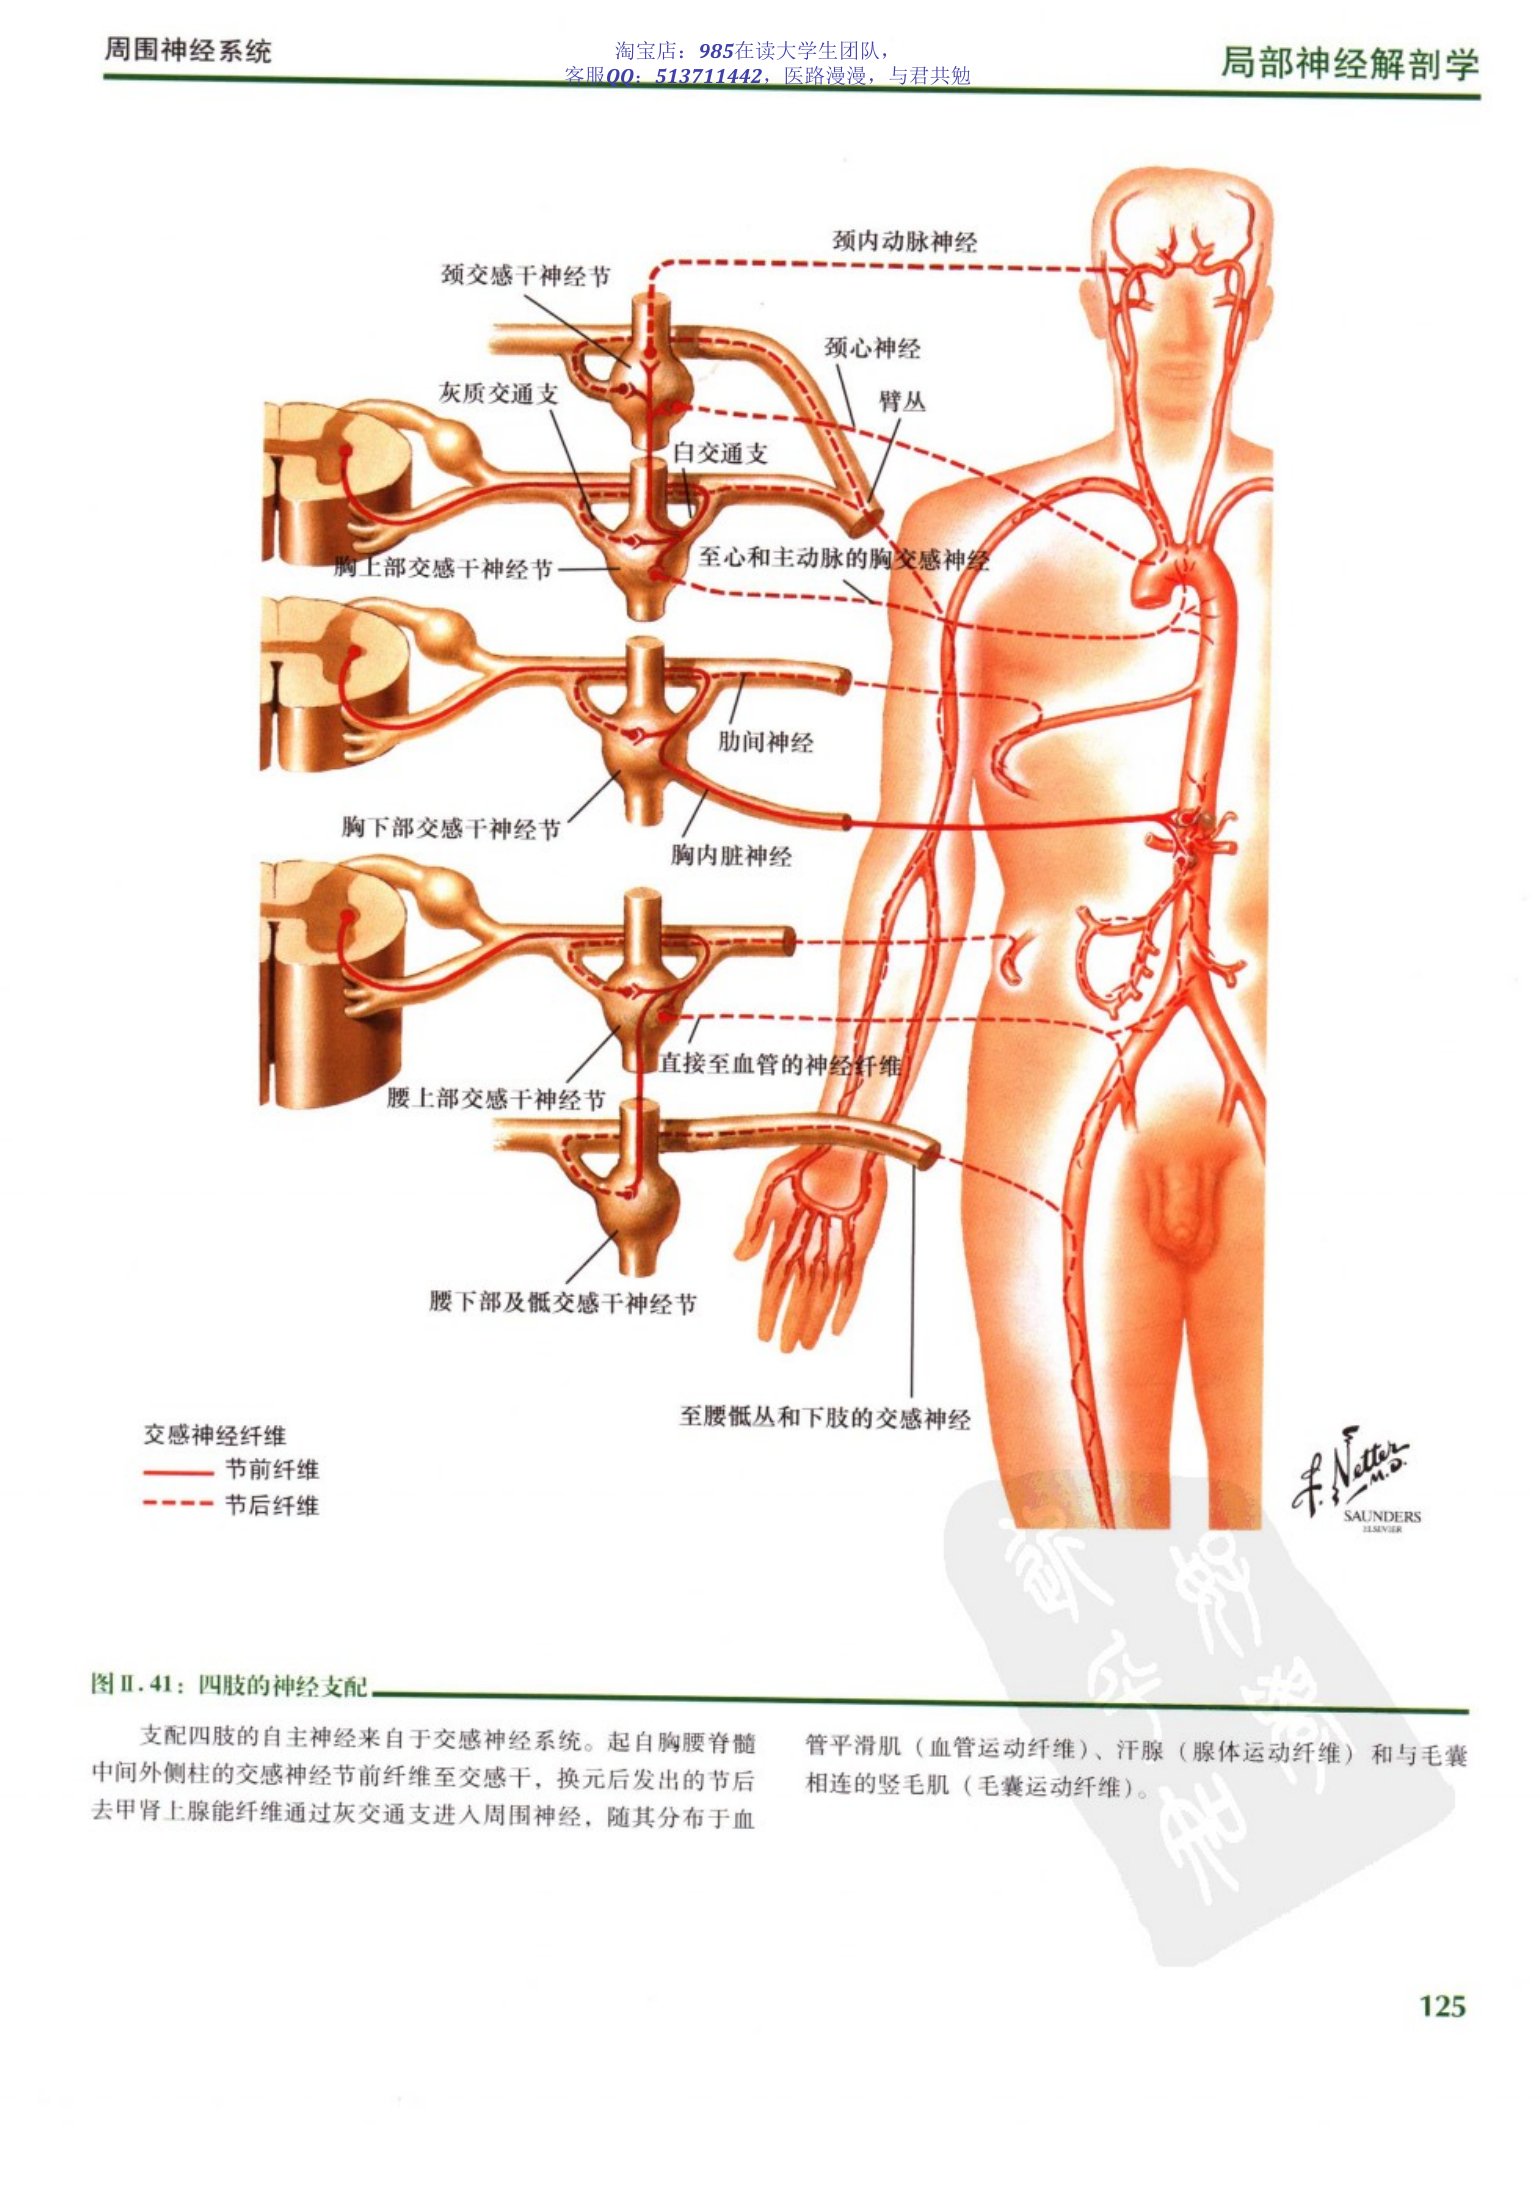 周围神经系统
淘宝店：985在读大学生团队，
客服QQ：513711442，医路漫漫，与君共勉
局部神经解剖学
颈内动脉神经
颈交感干神经节
颈心神经
灰质交通支
臂丛
白交通支
胸上部交感干神经节
至心和主动脉的胸交感神经
肋间神经
胸下部交感干神经节
胸内脏神经
直接至血管的神经纤维
腰上部交感干神经节
腰下部及骶交感干神经节
至腰骶丛和下肢的交感神经
交感神经纤维
节前纤维
节后纤维
F. Netter
M.D.
SAUNDERS
ELSEVIER
图Ⅱ.41：四肢的神经支配
支配四肢的自主神经来自于交感神经系统。起自胸腰脊髓
中间外侧柱的交感神经节前纤维至交感干，换元后发出的节后
去甲肾上腺能纤维通过灰交通支进入周围神经，随其分布于血
管平滑肌（血管运动纤维）、汗腺（腺体运动纤维）和与毛囊
相连的竖毛肌（毛囊运动纤维）。
125